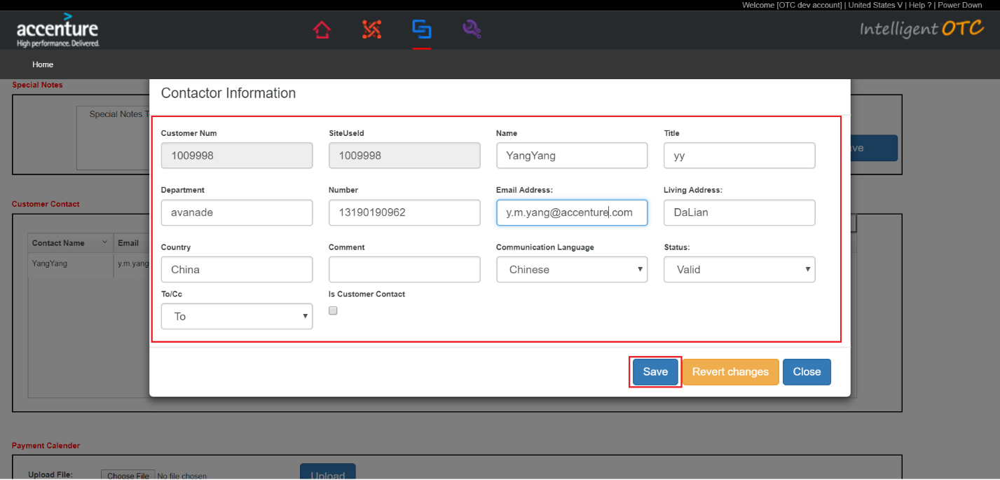 Welcome [OTC dev account] | United States V | Help ? | Power Down
accenture
High performance. Delivered.
Intelligent OTC
Home
Special Notes
Contactor Information
Special Notes T
Customer Num
SiteUseId
Name
Title
1009998
1009998
YangYang
yy
ve
Department
Number
Email Address:
Living Address:
Customer Contact
avanade
13190190962
y.m.yang@accenture.com
DaLian
Contact Name
Email
Country
Comment
Communication Language
Status:
YangYang
y.m.yang
China
Chinese
Valid
To/Cc
Is Customer Contact
To
Save
Revert changes
Close
Payment Calender
Upload File:
Choose File
No file chosen
Upload